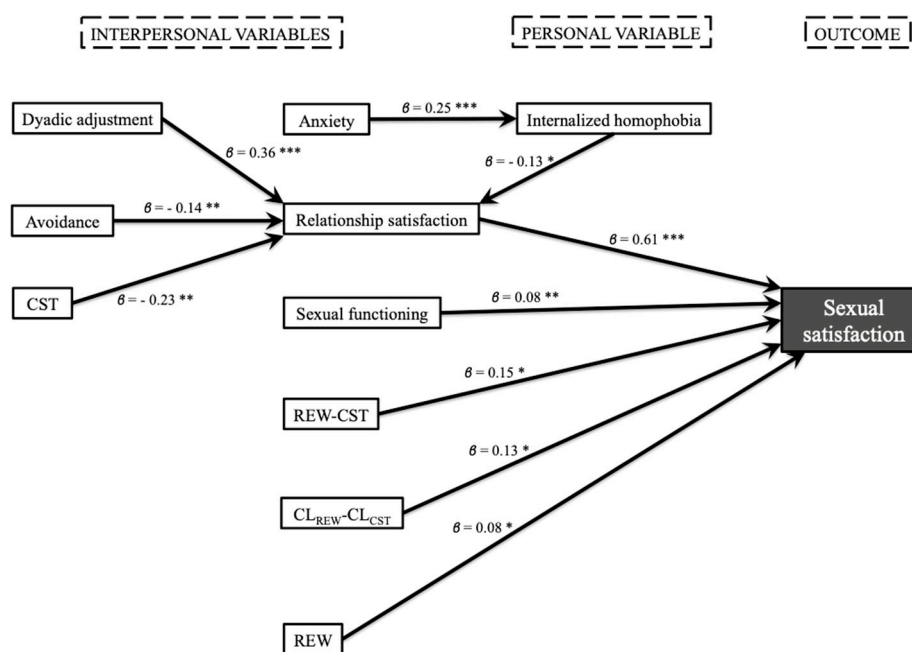 INTERPERSONAL VARIABLES
PERSONAL VARIABLE
OUTCOME
Dyadic adjustment
Anxiety
β = 0.25 ***
Internalized homophobia
β = 0.36 ***
β = - 0.13 *
Avoidance
β = - 0.14 **
Relationship satisfaction
β = 0.61 ***
CST
β = - 0.23 **
Sexual functioning
β = 0.08 **
Sexual
satisfaction
β = 0.15 *
REW-CST
β = 0.13 *
CL_REW-CL_CST
β = 0.08 *
REW